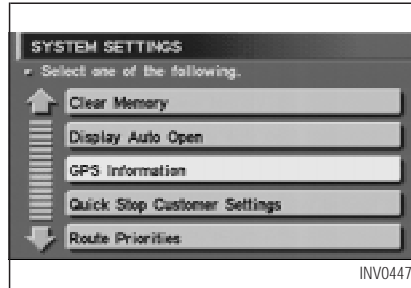 SYSTEM SETTINGS
Select one of the following.
Clear Memory
Display Auto Open
GPS Information
Quick Stop Customer Settings
Route Priorities
INV0447